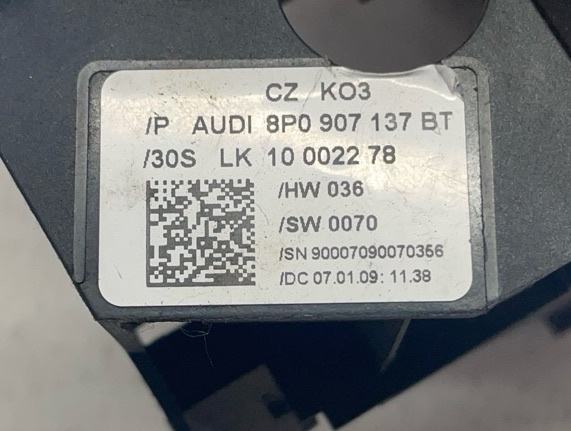 CZ KO3
/P AUDI 8P0 907 137 BT
/30S LK 10 0022 78
/HW 036
/SW 0070
/SN 90007090070356
/DC 07.01.09: 11.38